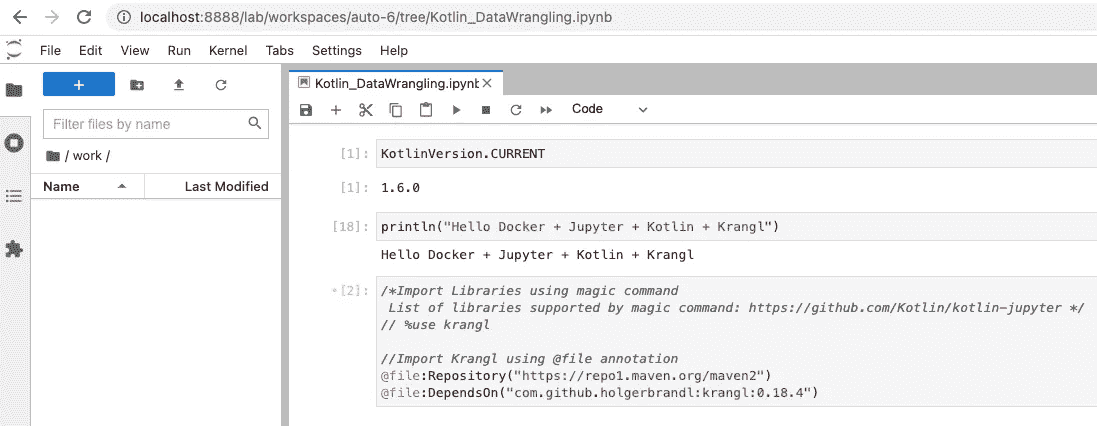 localhost:8888/lab/workspaces/auto-6/tree/Kotlin_DataWrangling.ipynb
File Edit View Run Kernel Tabs Settings Help
+
Filter files by name
/ work /
Name Last Modified
Kotlin_DataWrangling.ipynb
Code
[1]: KotlinVersion.CURRENT
[1]: 1.6.0
[18]: println("Hello Docker + Jupyter + Kotlin + Krangl")
Hello Docker + Jupyter + Kotlin + Krangl
*[2]: /*Import Libraries using magic command
List of libraries supported by magic command: https://github.com/Kotlin/kotlin-jupyter */
// %use krangl
//Import Krangl using @file annotation
@file:Repository("https://repo1.maven.org/maven2")
@file:DependsOn("com.github.holgerbrandl:krangl:0.18.4")